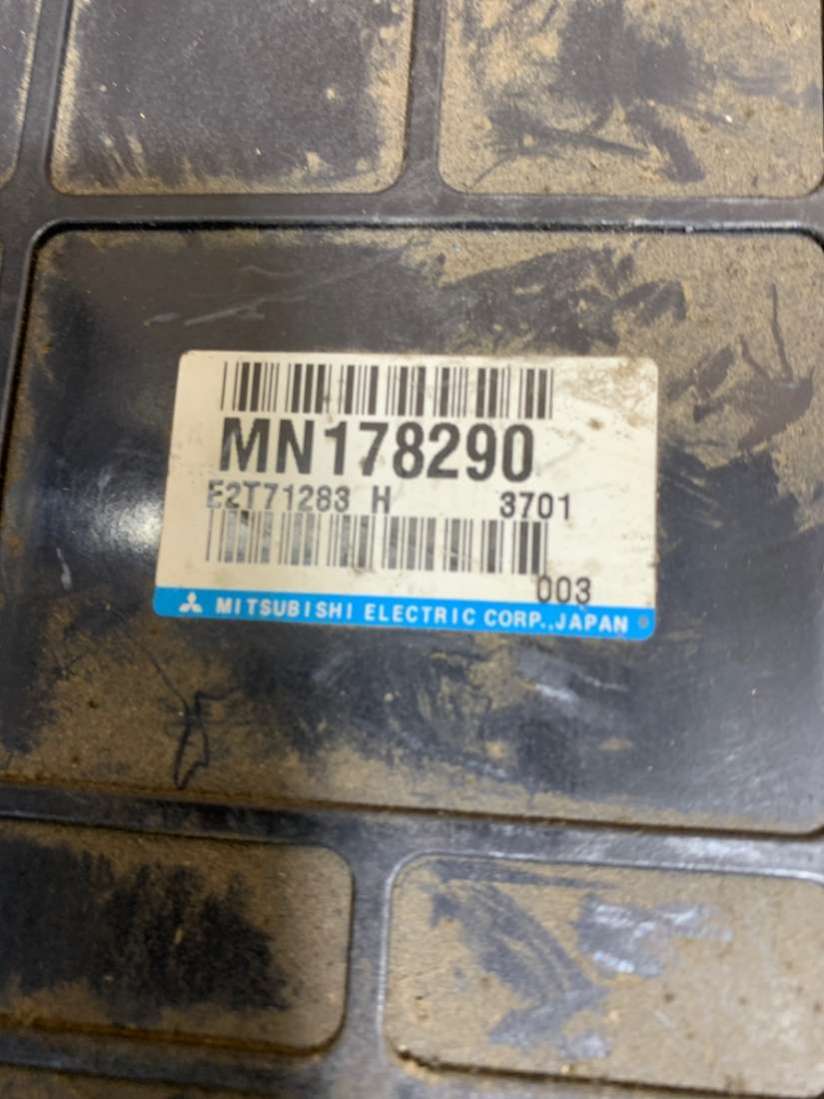 MN178290
E2T71283 H 3701
003
MITSUBISHI ELECTRIC CORP., JAPAN